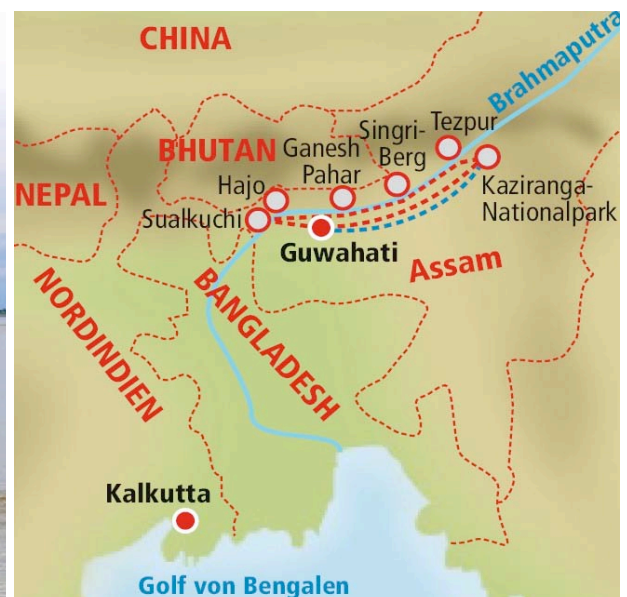 CHINA
Brahmaputra
BHUTAN
Ganesh
Pahar
Singri-
Berg
Tezpur
NEPAL
Hajo
Sualkuchi
Kaziranga-
Nationalpark
Guwahati
Assam
BANGLADESH
NORDINDIEN
Kalkutta
Golf von Bengalen